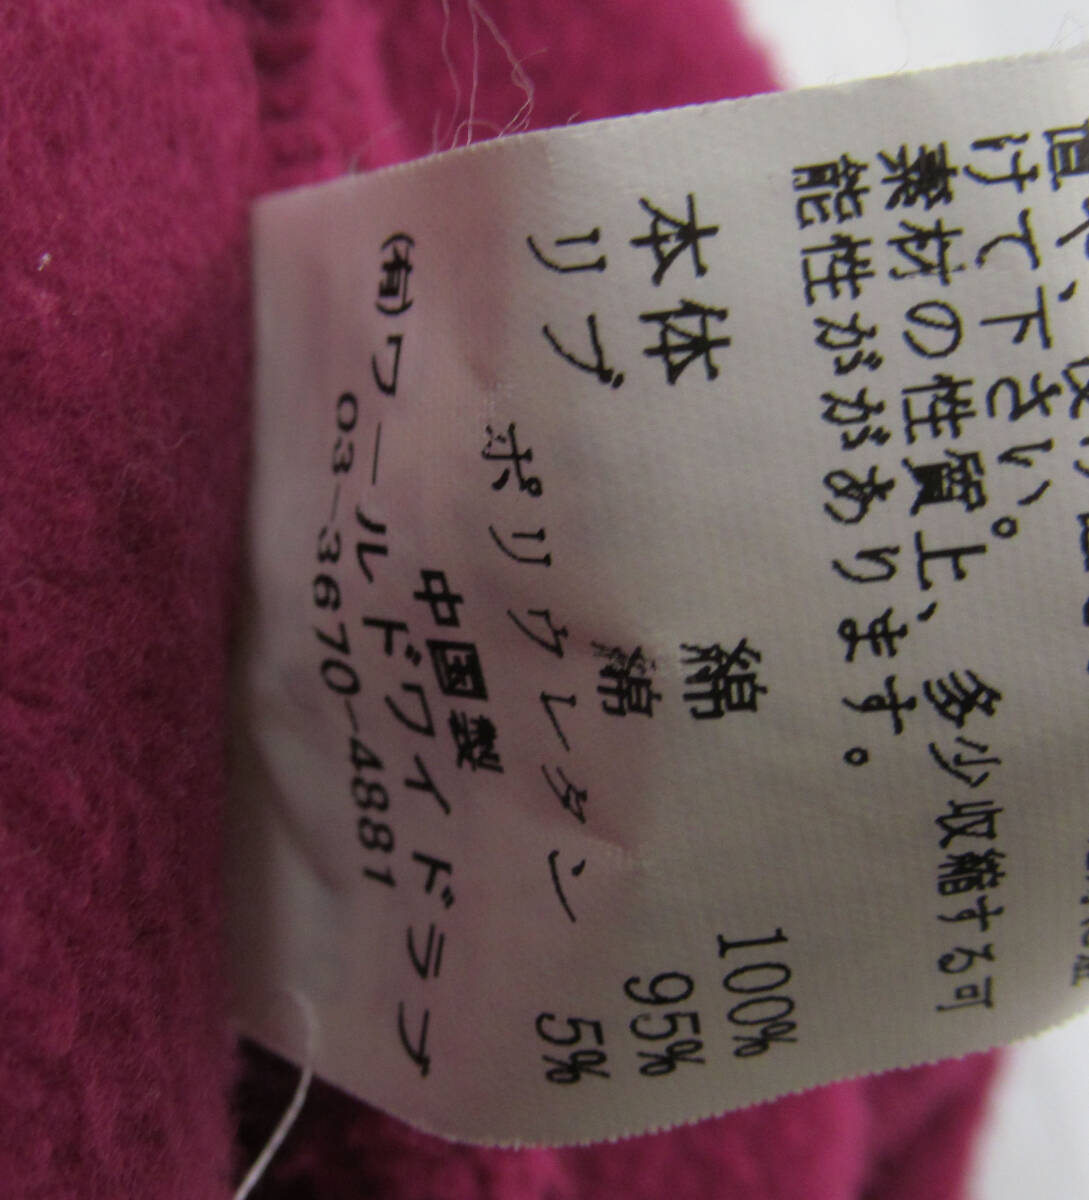 けて下さい。
素材の性質上、多少収縮する可
能性ががあります。
本体 綿 100%
リブ 綿 95%
ポリウレタン 5%
中国製
(有)ワールドワイドラブ
03-3670-4881